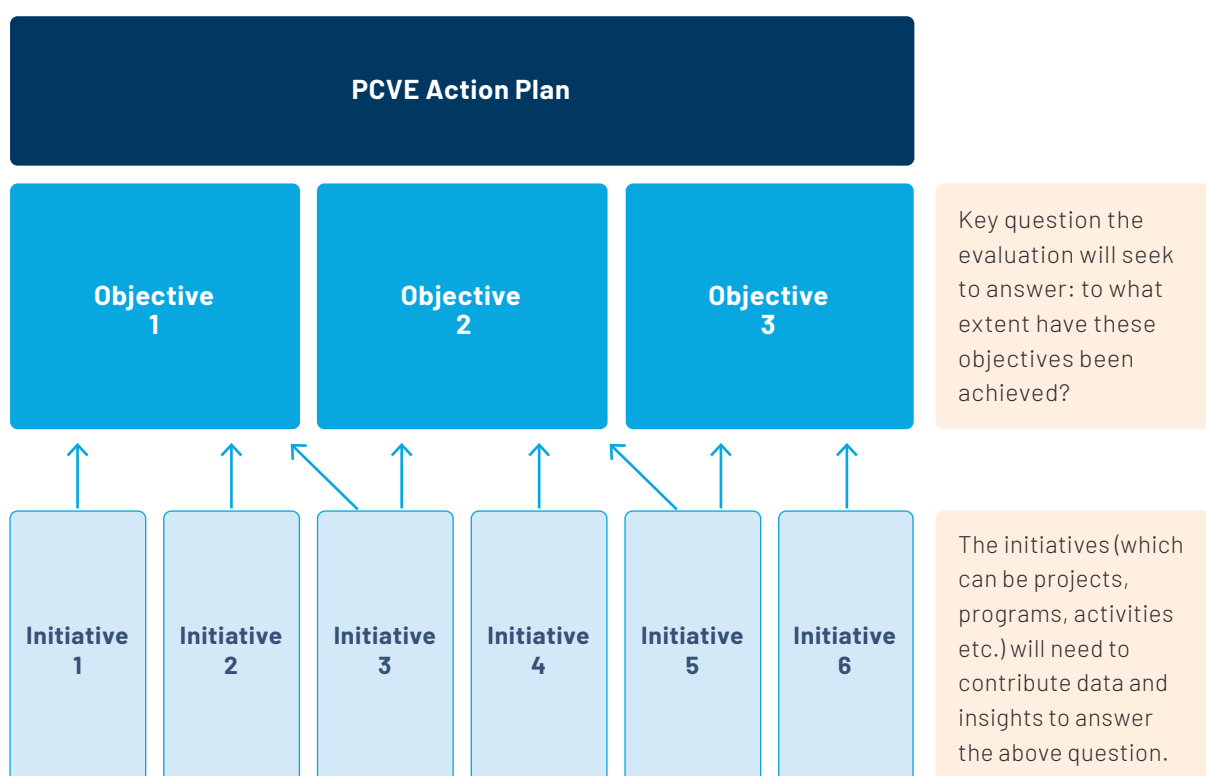 PCVE Action Plan
Objective
1
Objective
2
Objective
3
Key question the
evaluation will seek
to answer: to what
extent have these
objectives been
achieved?
Initiative
1
Initiative
2
Initiative
3
Initiative
4
Initiative
5
Initiative
6
The initiatives (which
can be projects,
programs, activities
etc.) will need to
contribute data and
insights to answer
the above question.